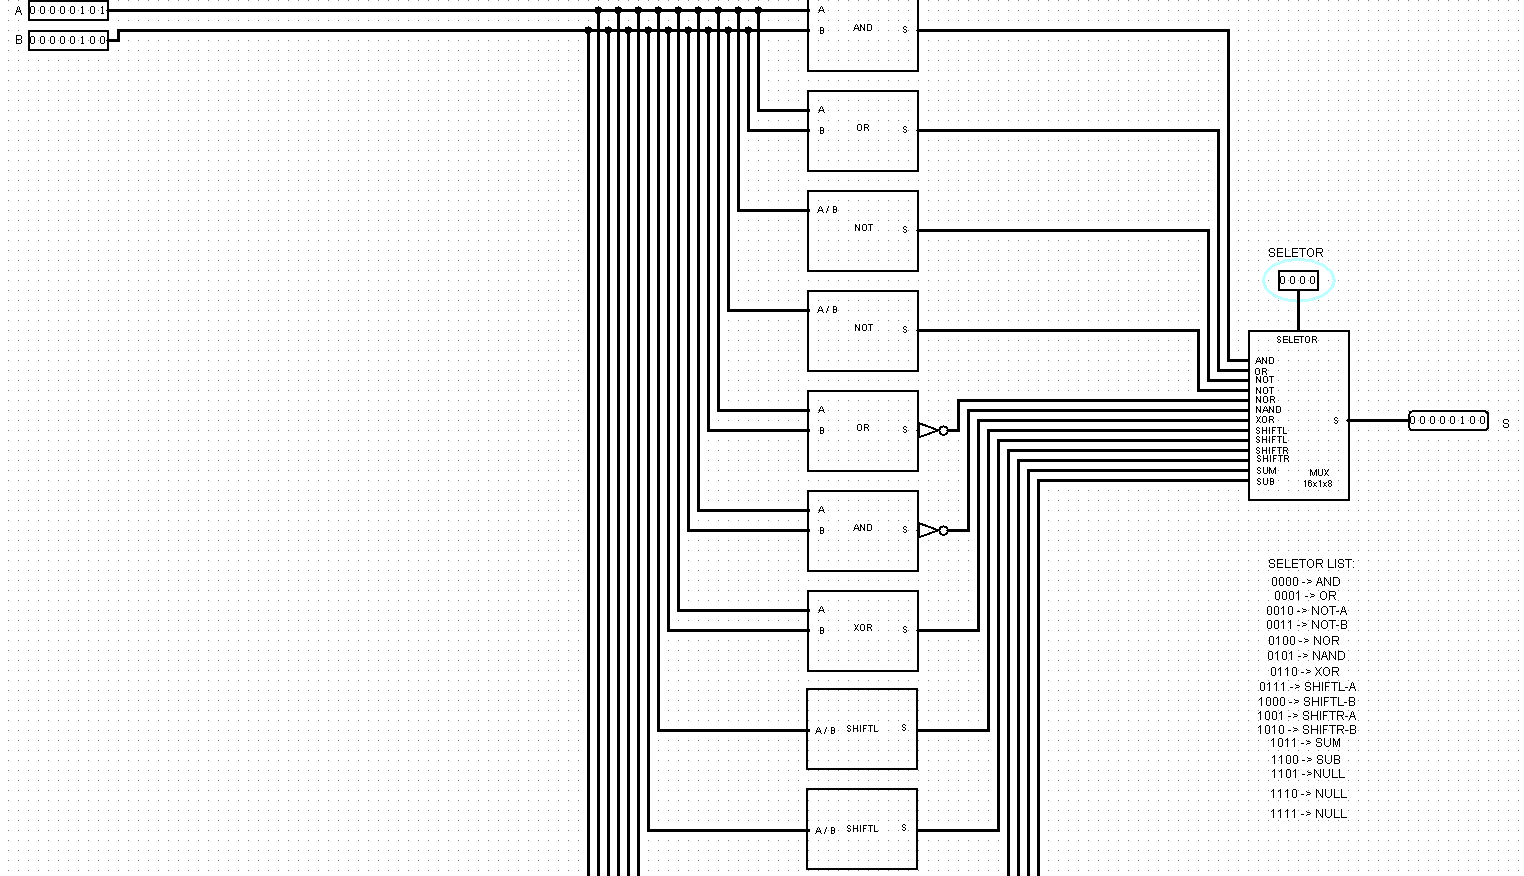 A 00000101
B 00000100
A
B AND S
A
B OR S
A / B
NOT S
A / B
NOT S
A
B OR S
A
B AND S
A
B XOR S
A / B SHIFTL S
A / B SHIFTL S
SELETOR
0000
SELETOR
AND
OR
NOT
NOT
NOR
NAND
XOR
SHIFTL
SHIFTL
SHIFTR
SHIFTR
SUM
SUB
S
MUX
16x1x8
00000100 S
SELETOR LIST:
0000 -> AND
0001 -> OR
0010 -> NOT-A
0011 -> NOT-B
0100 -> NOR
0101 -> NAND
0110 -> XOR
0111 -> SHIFTL-A
1000 -> SHIFTL-B
1001 -> SHIFTR-A
1010 -> SHIFTR-B
1011 -> SUM
1100 -> SUB
1101 ->NULL
1110 -> NULL
1111 -> NULL